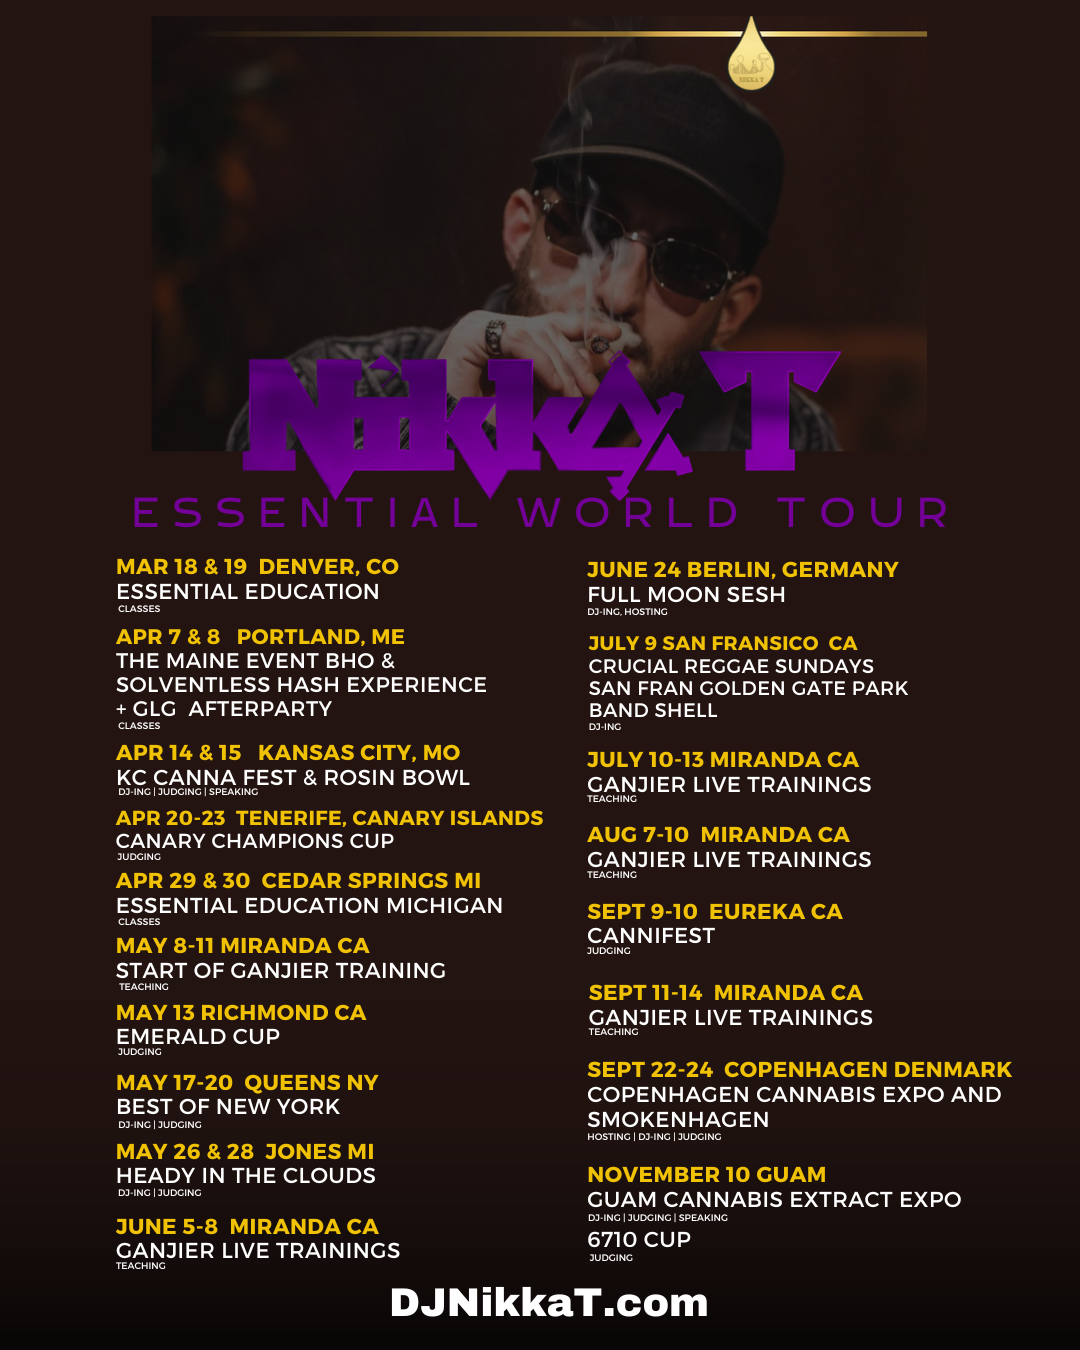 NIKKA T
Nikka T
ESSENTIAL WORLD TOUR
MAR 18 & 19 DENVER, CO
ESSENTIAL EDUCATION
CLASSES
APR 7 & 8 PORTLAND, ME
THE MAINE EVENT BHO &
SOLVENTLESS HASH EXPERIENCE
+ GLG AFTERPARTY
CLASSES
APR 14 & 15 KANSAS CITY, MO
KC CANNA FEST & ROSIN BOWL
DJ-ING | JUDGING | SPEAKING
APR 20-23 TENERIFE, CANARY ISLANDS
CANARY CHAMPIONS CUP
JUDGING
APR 29 & 30 CEDAR SPRINGS MI
ESSENTIAL EDUCATION MICHIGAN
CLASSES
MAY 8-11 MIRANDA CA
START OF GANJIER TRAINING
TEACHING
MAY 13 RICHMOND CA
EMERALD CUP
JUDGING
MAY 17-20 QUEENS NY
BEST OF NEW YORK
DJ-ING | JUDGING
MAY 26 & 28 JONES MI
HEADY IN THE CLOUDS
DJ-ING | JUDGING
JUNE 5-8 MIRANDA CA
GANJIER LIVE TRAININGS
TEACHING
JUNE 24 BERLIN, GERMANY
FULL MOON SESH
DJ-ING, HOSTING
JULY 9 SAN FRANSICO CA
CRUCIAL REGGAE SUNDAYS
SAN FRAN GOLDEN GATE PARK
BAND SHELL
DJ-ING
JULY 10-13 MIRANDA CA
GANJIER LIVE TRAININGS
TEACHING
AUG 7-10 MIRANDA CA
GANJIER LIVE TRAININGS
TEACHING
SEPT 9-10 EUREKA CA
CANNIFEST
JUDGING
SEPT 11-14 MIRANDA CA
GANJIER LIVE TRAININGS
TEACHING
SEPT 22-24 COPENHAGEN DENMARK
COPENHAGEN CANNABIS EXPO AND
SMOKENHAGEN
HOSTING | DJ-ING | JUDGING
NOVEMBER 10 GUAM
GUAM CANNABIS EXTRACT EXPO
DJ-ING | JUDGING | SPEAKING
6710 CUP
JUDGING
DJNikkaT.com